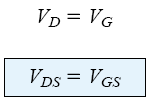 V_D = V_G
V_DS = V_GS